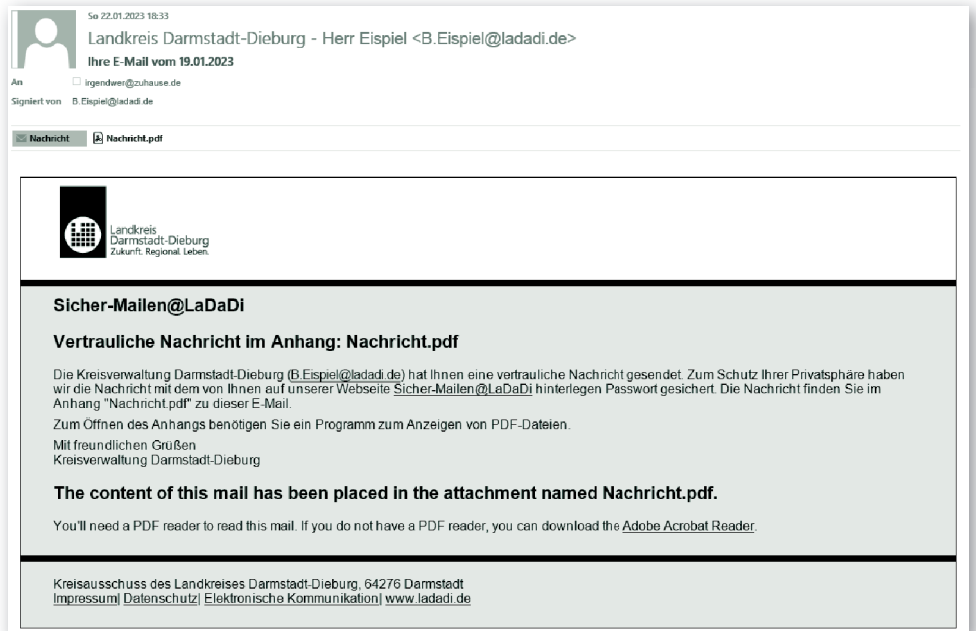 So 22.01.2023 18:33
Landkreis Darmstadt-Dieburg - Herr Eispiel <B.Eispiel@ladadi.de>
Ihre E-Mail vom 19.01.2023
An irgendwer@zuhause.de
Signiert von B.Eispiel@ladadi.de
Nachricht Nachricht.pdf
Landkreis
Darmstadt-Dieburg
Zukunft. Regional. Leben.
Sicher-Mailen@LaDaDi
Vertrauliche Nachricht im Anhang: Nachricht.pdf
Die Kreisverwaltung Darmstadt-Dieburg (B.Eispiel@ladadi.de) hat Ihnen eine vertrauliche Nachricht gesendet. Zum Schutz Ihrer Privatsphäre haben
wir die Nachricht mit dem von Ihnen auf unserer Webseite Sicher-Mailen@LaDaDi hinterlegen Passwort gesichert. Die Nachricht finden Sie im
Anhang "Nachricht.pdf" zu dieser E-Mail.
Zum Öffnen des Anhangs benötigen Sie ein Programm zum Anzeigen von PDF-Dateien.
Mit freundlichen Grüßen
Kreisverwaltung Darmstadt-Dieburg
The content of this mail has been placed in the attachment named Nachricht.pdf.
You'll need a PDF reader to read this mail. If you do not have a PDF reader, you can download the Adobe Acrobat Reader.
Kreisausschuss des Landkreises Darmstadt-Dieburg, 64276 Darmstadt
Impressum| Datenschutz| Elektronische Kommunikation| www.ladadi.de